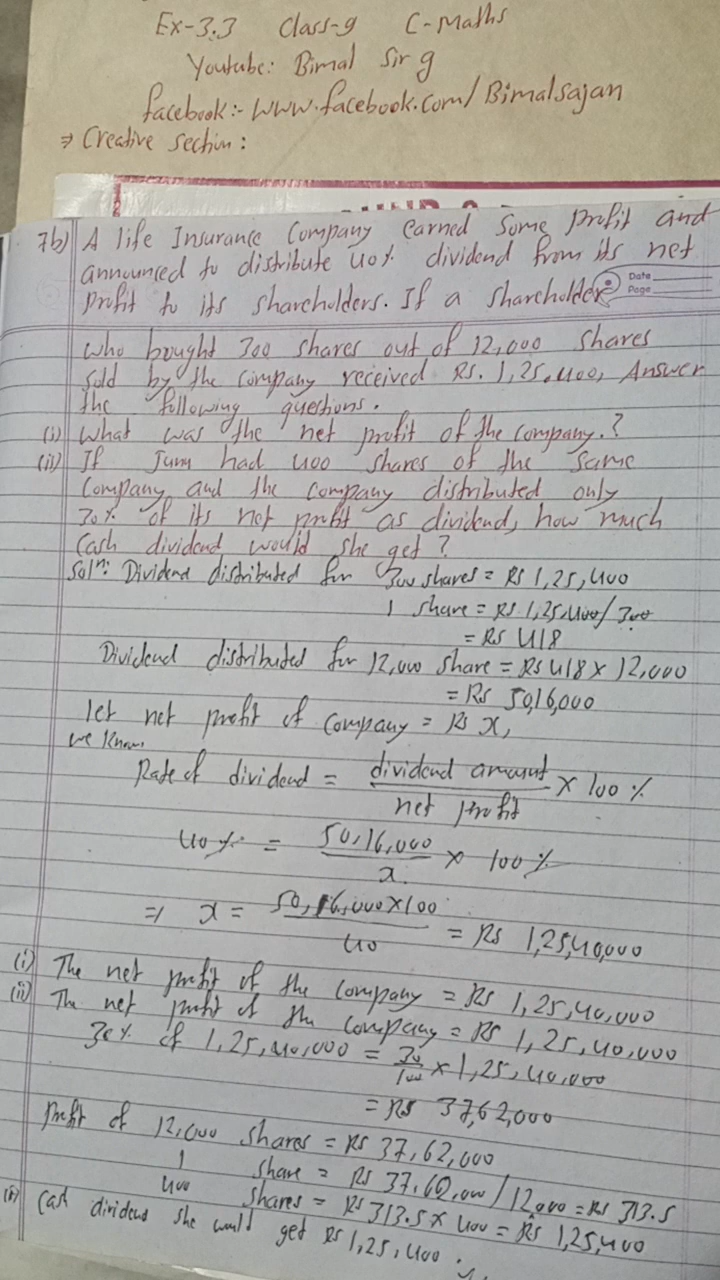 Ex-3.3 Class-9 C-Maths
Youtube: Bimal Sir g
facebook:- www.facebook.com/Bimalsajan
⇒ Creative section:
7b) A life Insurance Company earned Some profit and
announced to distribute 40% dividend from its net
profit to its shareholders. If a shareholder
Date
Page
who bought 300 shares out of 12,000 shares
sold by the company received Rs. 1,25,400, Answer
the following questions.
(i) What was the net profit of the company.?
(ii) If had 400 shares of the same
Company and the company distributed only
30% of its net profit as dividend, how much
Cash dividend would she get?
Solⁿ: Dividend distributed for 300 shares = Rs 1,25,400
1 share = Rs 1,25,400/300
= Rs 418
Dividend distributed for 12,000 share = Rs 418 × 12,000
= Rs 50,16,000
let net profit of company = Rs x,
we know,
Rate of dividend = dividend amount / net profit × 100%
40% = 50,16,000 / x × 100%
⇒ x = 50,16,000×100 / 40 = Rs 1,25,40,000
(i) The net profit of the company = Rs 1,25,40,000
(ii) The net profit of the company = Rs 1,25,40,000
30% of 1,25,40,000 = 30/100 × 1,25,40,000
= Rs 37,62,000
profit of 12,000 shares = Rs 37,62,000
1 share = Rs 37,60,000/12,000 = Rs 313.5
400 shares = Rs 313.5 × 400 = Rs 1,25,400
(ii) Cash dividend she would get Rs 1,25,400